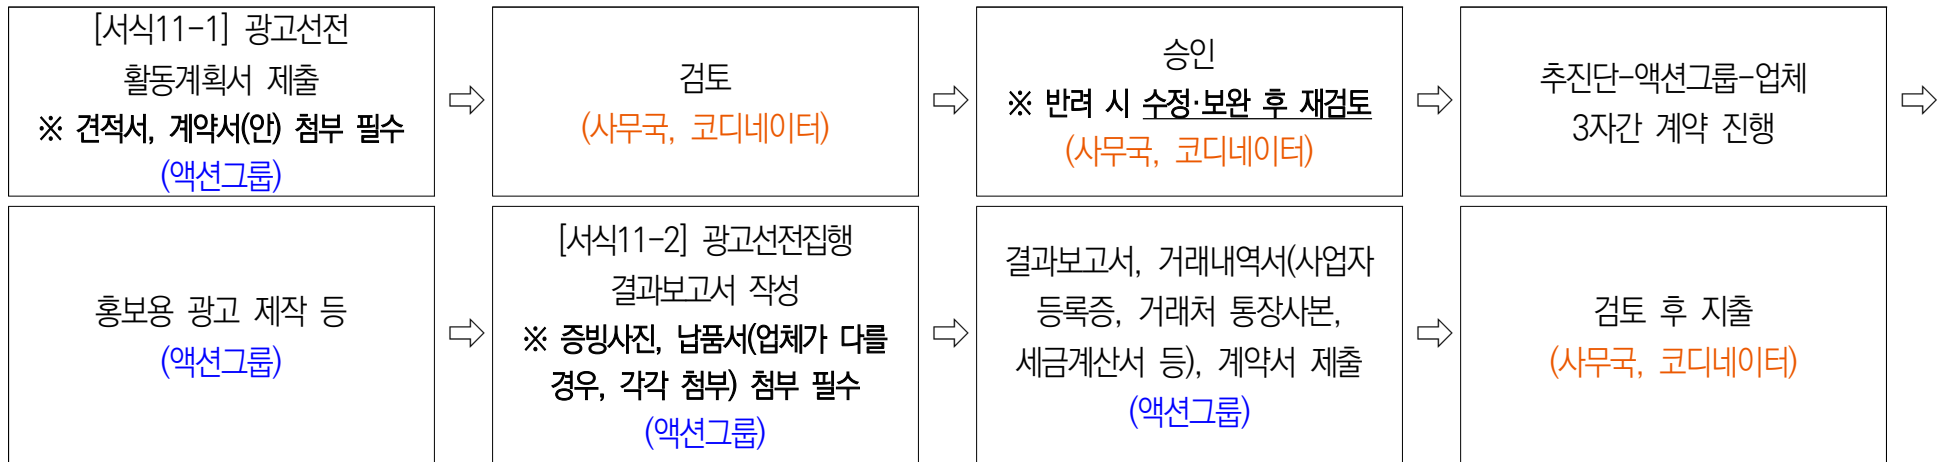 [서식11-1] 광고선전
활동계획서 제출
※ 견적서, 계약서(안) 첨부 필수
(액션그룹)
⇨
검토
(사무국, 코디네이터)
⇨
승인
※ 반려 시 수정·보완 후 재검토
(사무국, 코디네이터)
⇨
추진단-액션그룹-업체
3자간 계약 진행
⇨
홍보용 광고 제작 등
(액션그룹)
⇨
[서식11-2] 광고선전집행
결과보고서 작성
※ 증빙사진, 납품서(업체가 다를
경우, 각각 첨부) 첨부 필수
(액션그룹)
⇨
결과보고서, 거래내역서(사업자
등록증, 거래처 통장사본,
세금계산서 등), 계약서 제출
(액션그룹)
⇨
검토 후 지출
(사무국, 코디네이터)